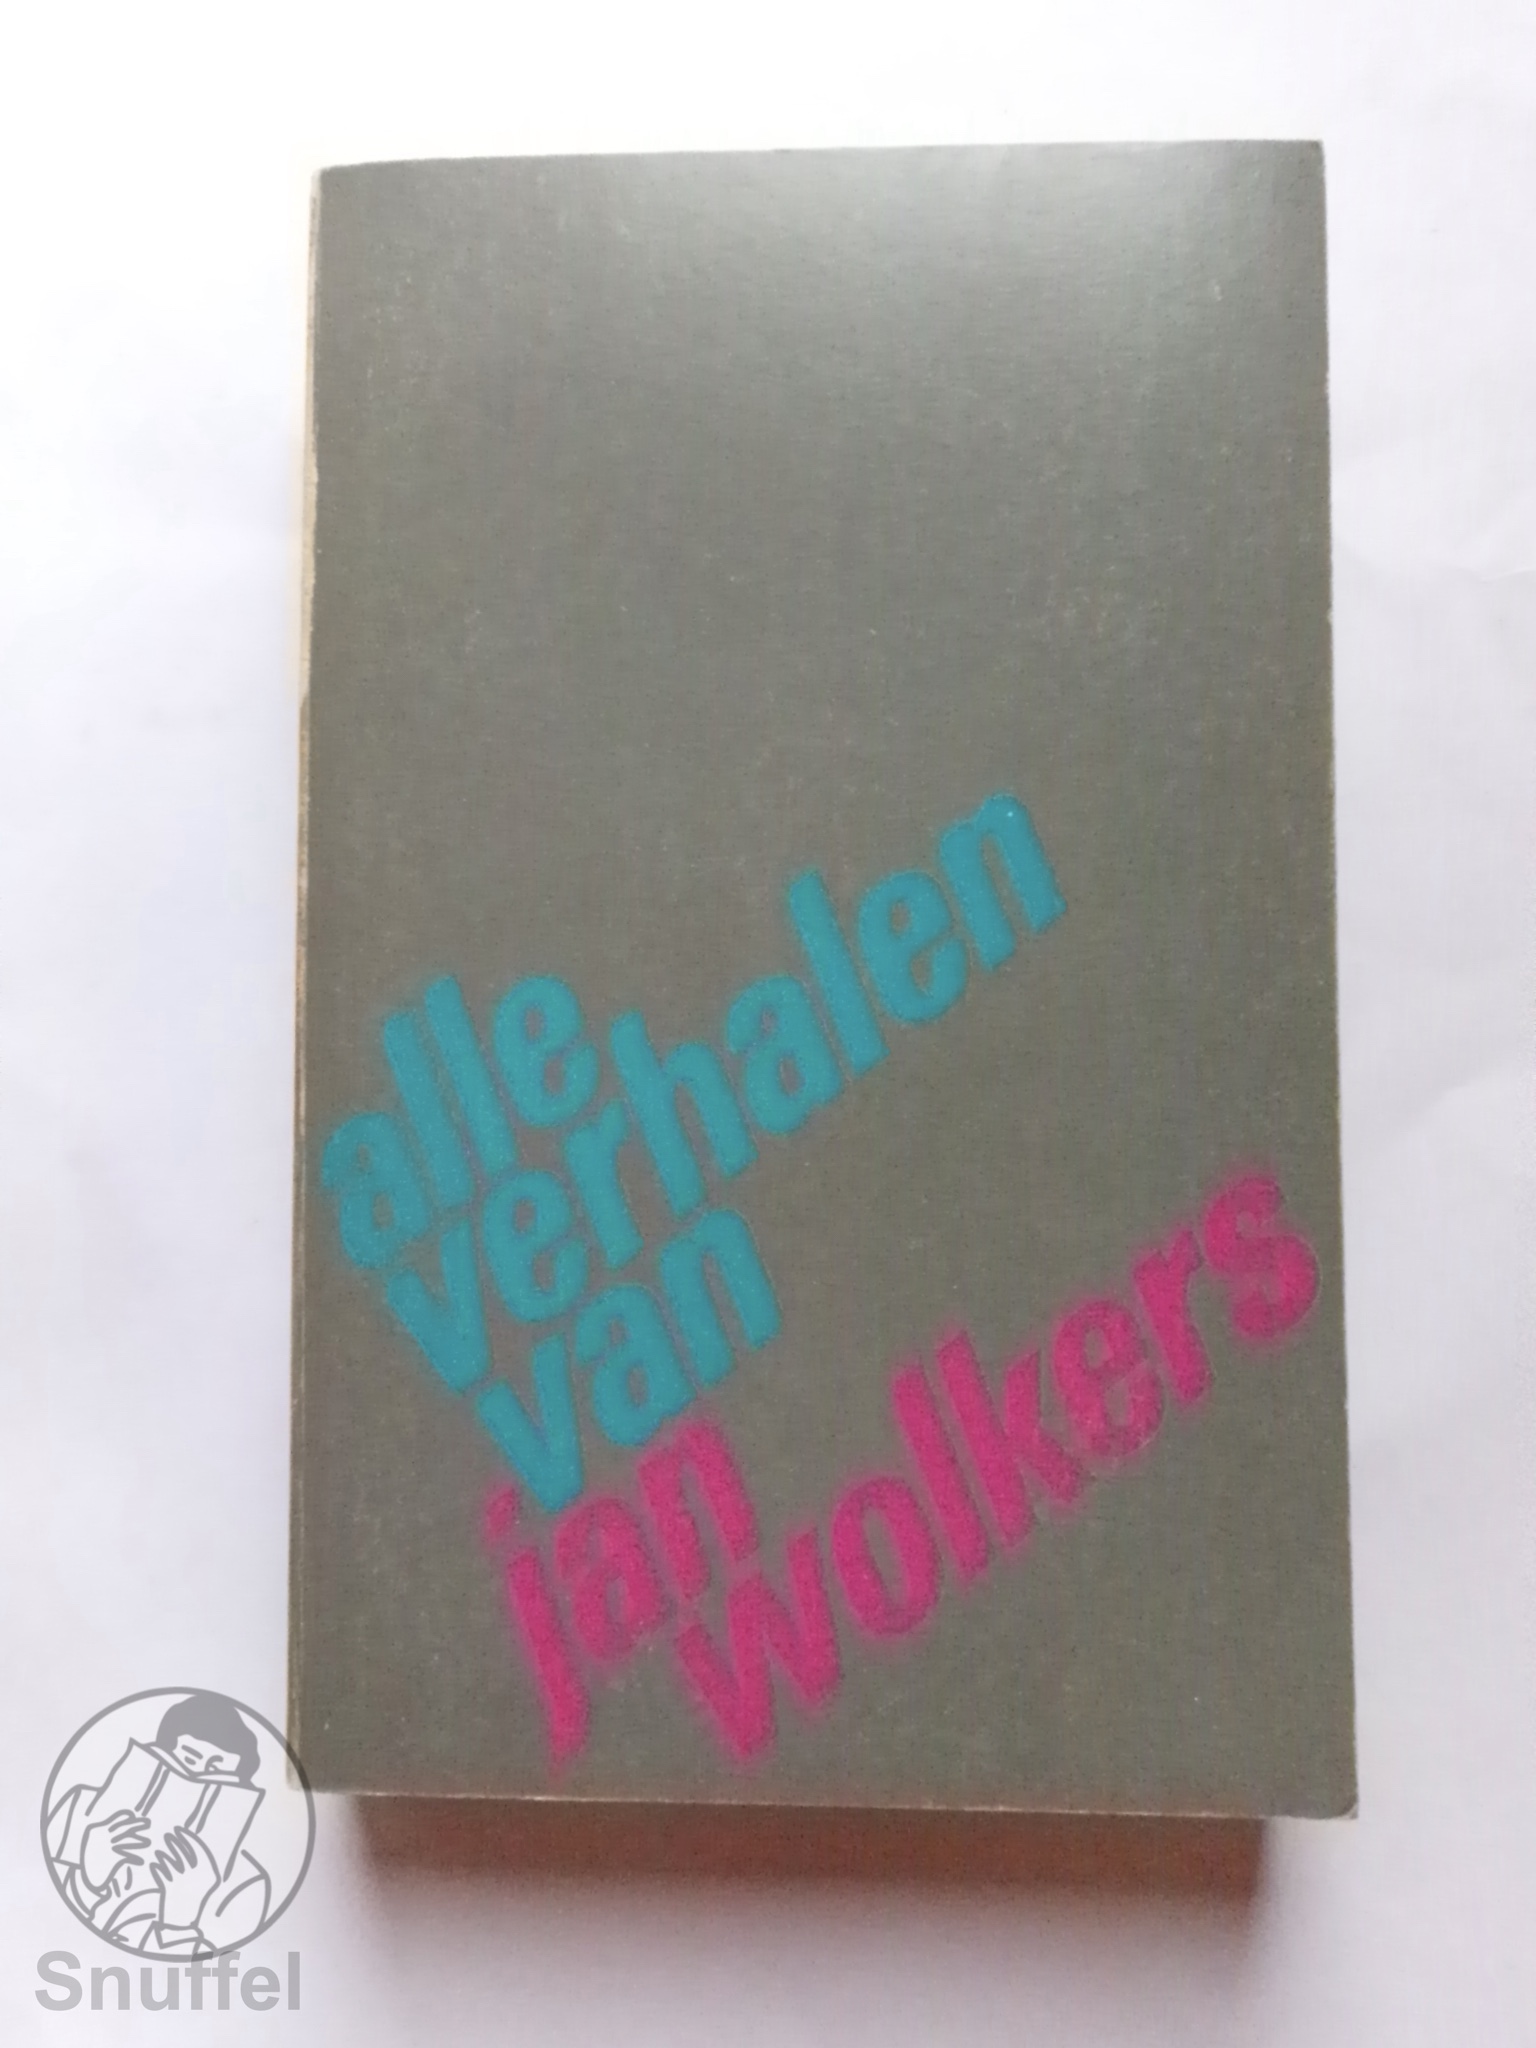 alle
verhalen
van
jan
wolkers
Snuffel